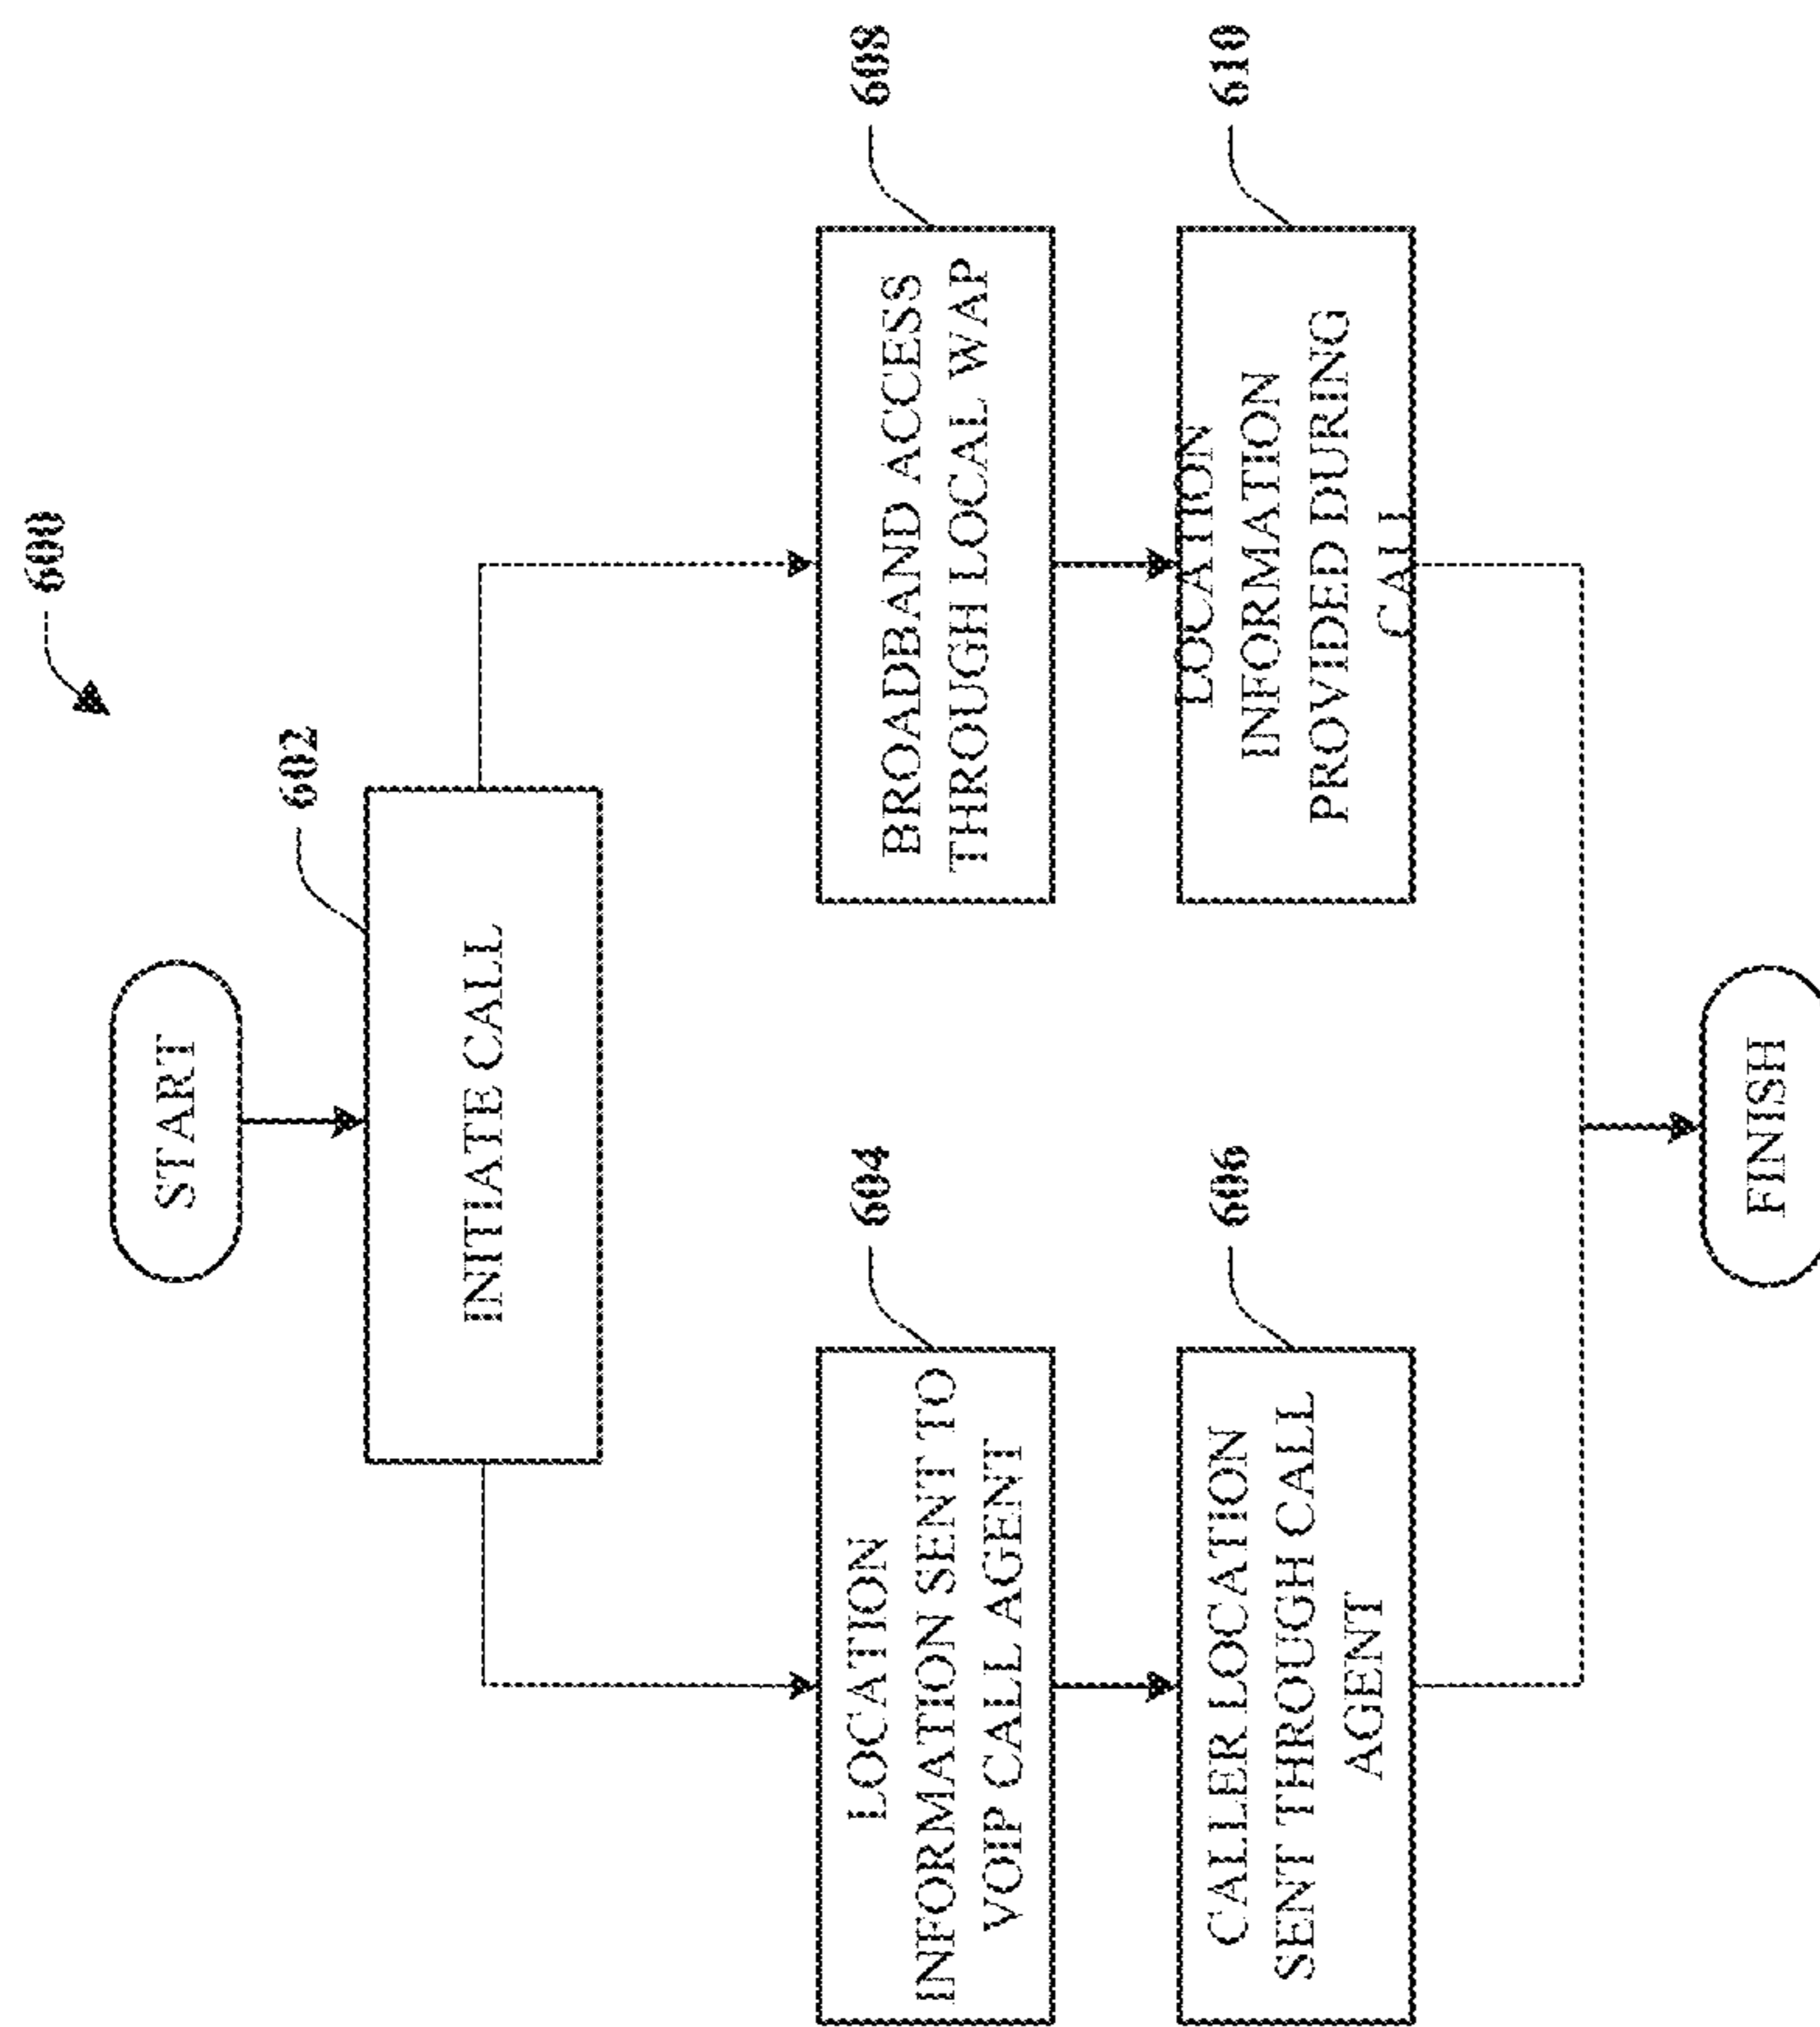 600
START
602
INITIATE CALL
604
LOCATION
INFORMATION SENT TO
VOIP CALL AGENT
608
BROADBAND ACCESS
THROUGH LOCAL WAP
606
CALLER LOCATION
SENT THROUGH CALL
AGENT
610
LOCATION
INFORMATION
PROVIDED DURING
CALL
FINISH